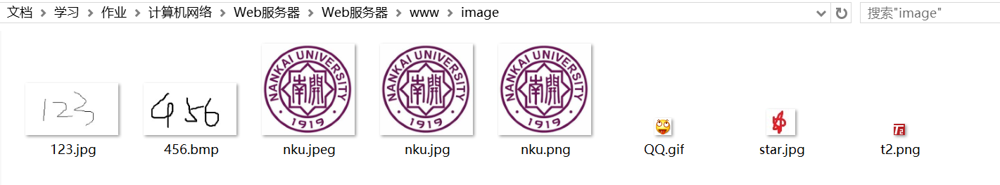 文档 > 学习 > 作业 > 计算机网络 > Web服务器 > Web服务器 > www > image
搜索"image"
123
456
NANKAI UNIVERSITY
南開
1919
NANKAI UNIVERSITY
南開
1919
NANKAI UNIVERSITY
南開
1919
T2
123.jpg
456.bmp
nku.jpeg
nku.jpg
nku.png
QQ.gif
star.jpg
t2.png